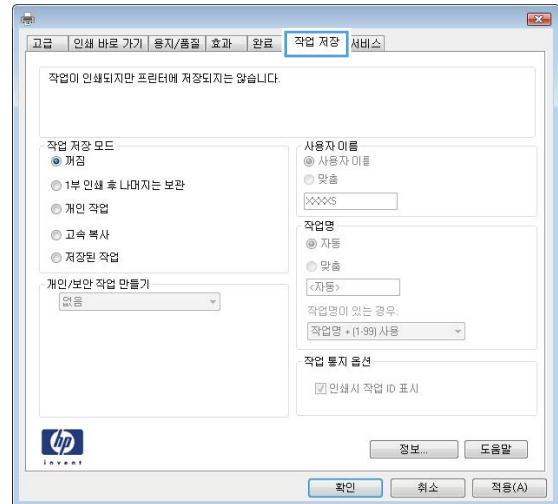 고급 인쇄 바로 가기 용지/품질 효과 완료 작업 저장 서비스
작업이 인쇄되지만 프린터에 저장되지는 않습니다.
작업 저장 모드
꺼짐
1부 인쇄 후 나머지는 보관
개인 작업
고속 복사
저장된 작업
개인/보안 작업 만들기
없음
사용자 이름
사용자 이름
맞춤
XXXXS
작업명
자동
맞춤
<자동>
작업명이 있는 경우:
작업명 + (1-99) 사용
작업 통지 옵션
인쇄시 작업 ID 표시
hp
invent
정보... 도움말
확인 취소 적용(A)